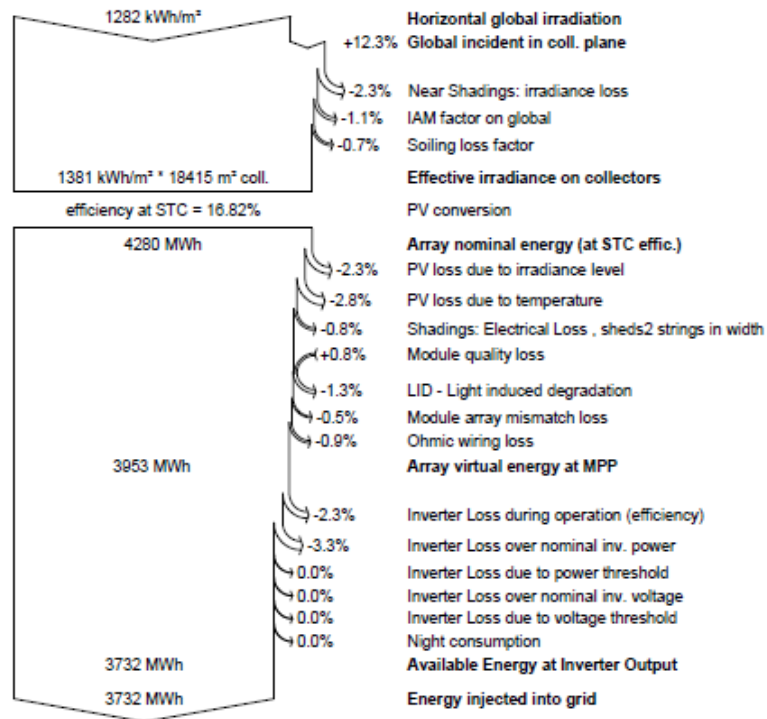 1282 kWh/m² Horizontal global irradiation
+12.3% Global incident in coll. plane
-2.3% Near Shadings: irradiance loss
-1.1% IAM factor on global
-0.7% Soiling loss factor
1381 kWh/m² * 18415 m² coll. Effective irradiance on collectors
efficiency at STC = 16.82% PV conversion
4280 MWh Array nominal energy (at STC effic.)
-2.3% PV loss due to irradiance level
-2.8% PV loss due to temperature
-0.8% Shadings: Electrical Loss , sheds2 strings in width
+0.8% Module quality loss
-1.3% LID - Light induced degradation
-0.5% Module array mismatch loss
-0.9% Ohmic wiring loss
3953 MWh Array virtual energy at MPP
-2.3% Inverter Loss during operation (efficiency)
-3.3% Inverter Loss over nominal inv. power
0.0% Inverter Loss due to power threshold
0.0% Inverter Loss over nominal inv. voltage
0.0% Inverter Loss due to voltage threshold
0.0% Night consumption
3732 MWh Available Energy at Inverter Output
3732 MWh Energy injected into grid